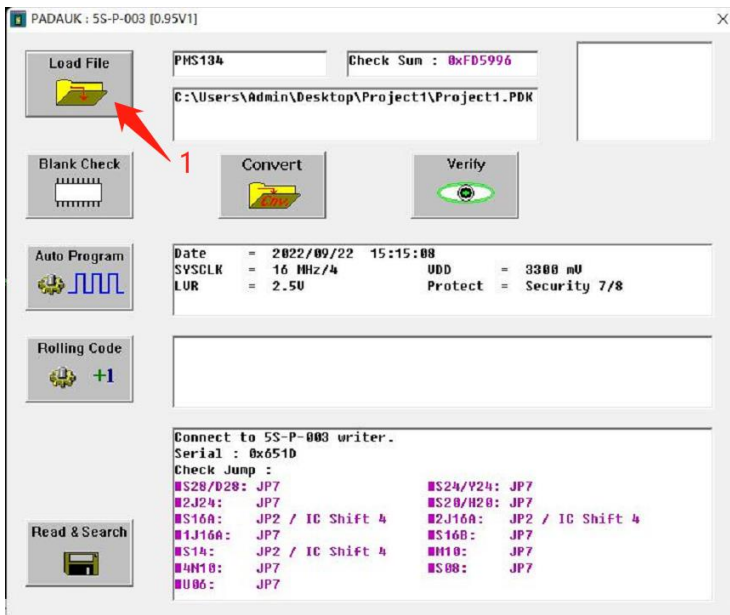 PADAUK : 5S-P-003 [0.95V1]
Load File
PMS134
Check Sum : 0xFD5996
C:\Users\Admin\Desktop\Project1\Project1.PDK
1
Blank Check
Convert
Cnv
Verify
Auto Program
Date = 2022/09/22 15:15:08
SYSCLK = 16 MHz/4 VDD = 3300 mV
LVR = 2.5V Protect = Security 7/8
Rolling Code
+1
Connect to 5S-P-003 writer.
Serial : 0x651D
Check Jump :
■S28/D28: JP7 ■S24/Y24: JP7
■2J24: JP7 ■S20/H20: JP7
■S16A: JP2 / IC Shift 4 ■2J16A: JP2 / IC Shift 4
■1J16A: JP7 ■S16B: JP7
■S14: JP2 / IC Shift 4 ■M10: JP7
■4N10: JP7 ■S08: JP7
■U06: JP7
Read & Search